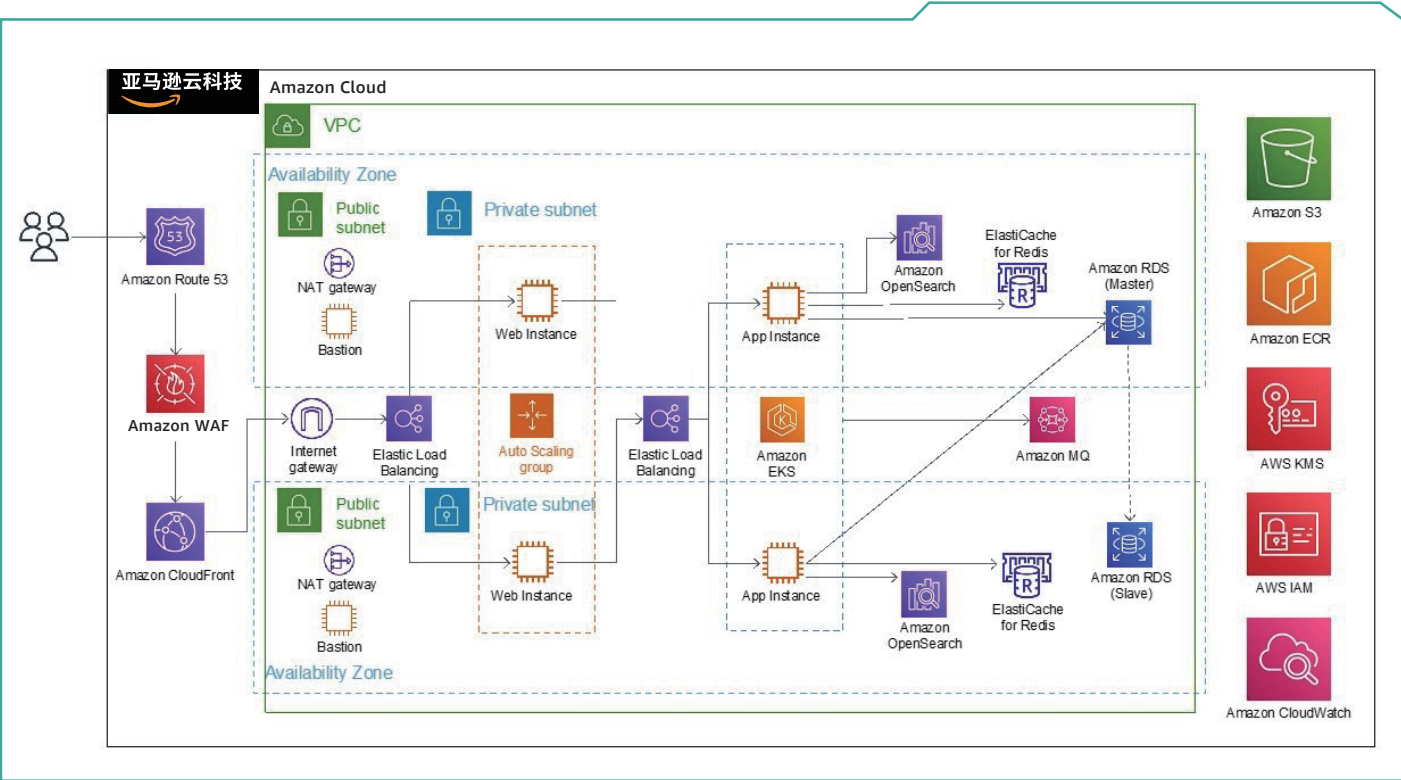 亚马逊云科技
Amazon Cloud
VPC
Availability Zone
Public
subnet
Private subnet
NAT gateway
Bastion
53
Amazon Route 53
Amazon WAF
Amazon CloudFront
Internet
gateway
Elastic Load
Balancing
Web Instance
Auto Scaling
group
Web Instance
Elastic Load
Balancing
App Instance
K
Amazon
EKS
App Instance
Amazon
OpenSearch
ElastiCache
for Redis
R
Amazon RDS
(Master)
Amazon MQ
Public
subnet
Private subnet
NAT gateway
Bastion
Availability Zone
Amazon
OpenSearch
R
ElastiCache
for Redis
Amazon RDS
(Slave)
Amazon S3
Amazon ECR
AWS KMS
AWS IAM
Amazon CloudWatch